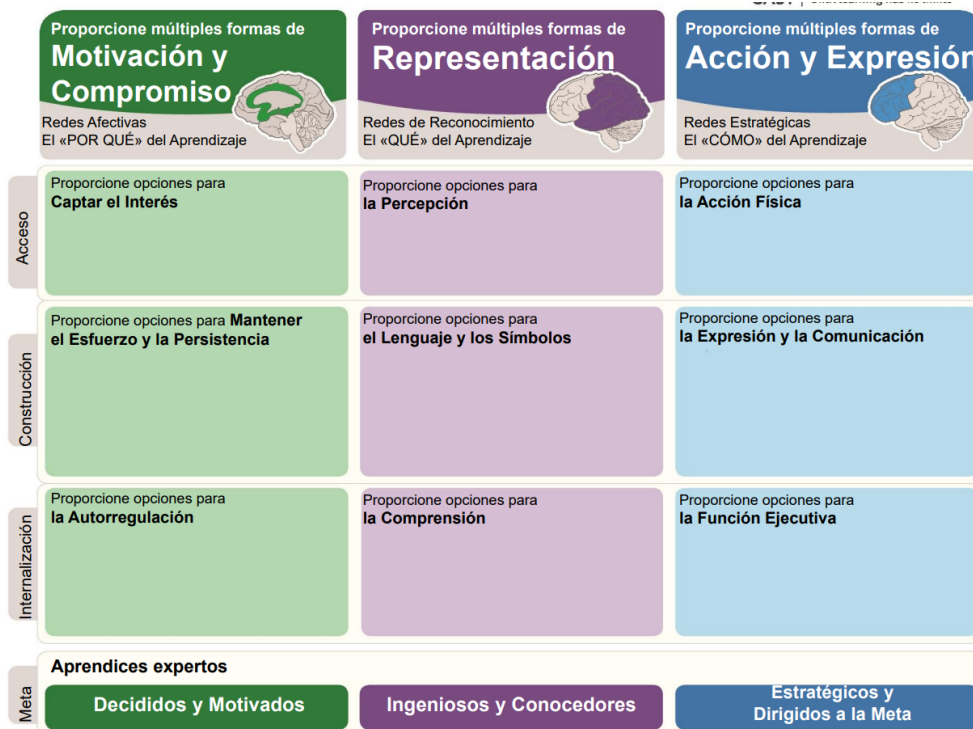 Proporcione múltiples formas de
Motivación y
Compromiso
Redes Afectivas
El «POR QUÉ» del Aprendizaje
Proporcione múltiples formas de
Representación
Redes de Reconocimiento
El «QUÉ» del Aprendizaje
Proporcione múltiples formas de
Acción y Expresión
Redes Estratégicas
El «CÓMO» del Aprendizaje
Acceso
Proporcione opciones para
Captar el Interés
Proporcione opciones para
la Percepción
Proporcione opciones para
la Acción Física
Construcción
Proporcione opciones para Mantener
el Esfuerzo y la Persistencia
Proporcione opciones para
el Lenguaje y los Símbolos
Proporcione opciones para
la Expresión y la Comunicación
Internalización
Proporcione opciones para
la Autorregulación
Proporcione opciones para
la Comprensión
Proporcione opciones para
la Función Ejecutiva
Meta
Aprendices expertos
Decididos y Motivados
Ingeniosos y Conocedores
Estratégicos y
Dirigidos a la Meta